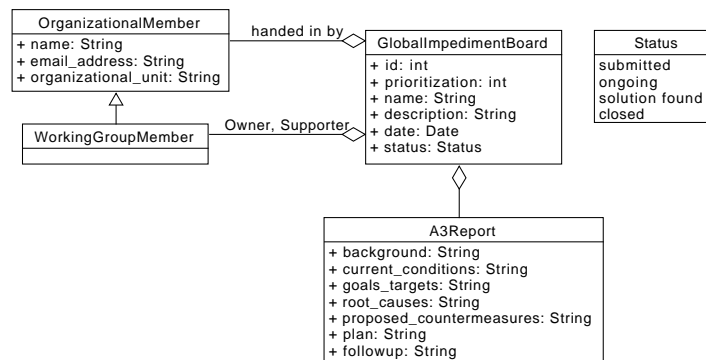 OrganizationalMember
+ name: String
+ email_address: String
+ organizational_unit: String
handed in by
GlobalImpedimentBoard
+ id: int
+ prioritization: int
+ name: String
+ description: String
+ date: Date
+ status: Status
Status
submitted
ongoing
solution found
closed
WorkingGroupMember
Owner, Supporter
A3Report
+ background: String
+ current_conditions: String
+ goals_targets: String
+ root_causes: String
+ proposed_countermeasures: String
+ plan: String
+ followup: String